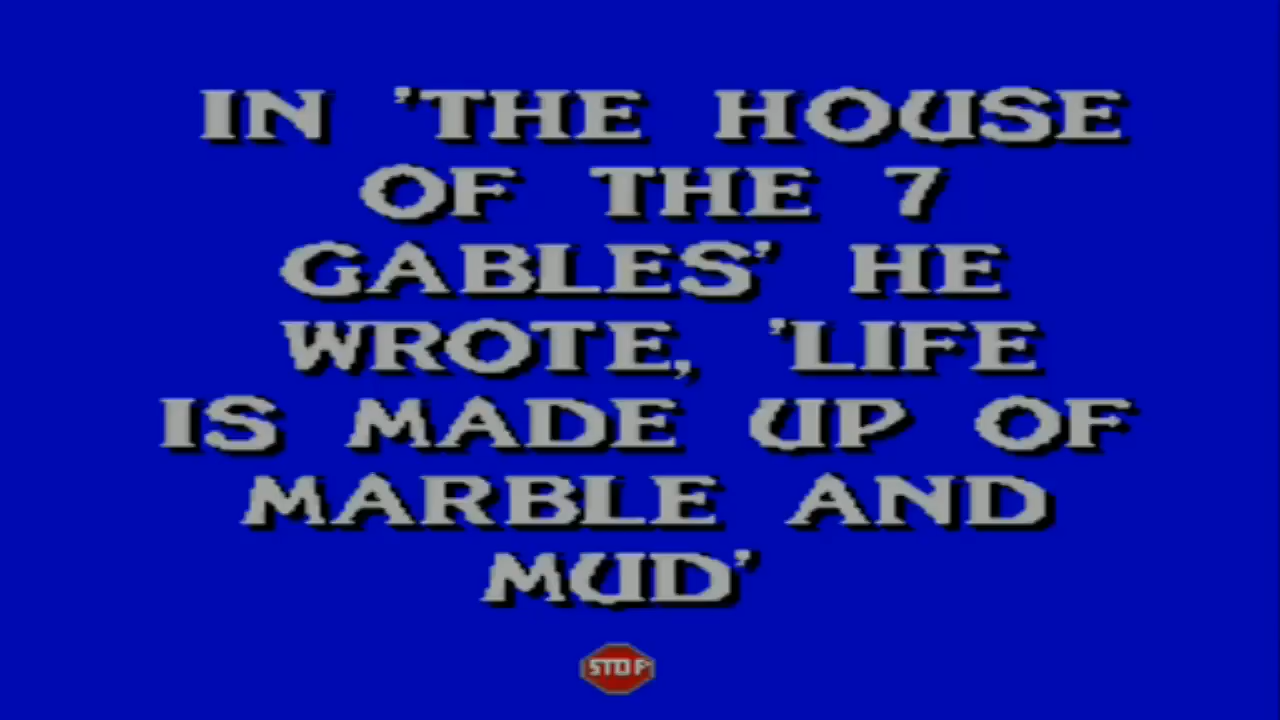 IN 'THE HOUSE
OF THE 7
GABLES' HE
WROTE, 'LIFE
IS MADE UP OF
MARBLE AND
MUD'
STOP